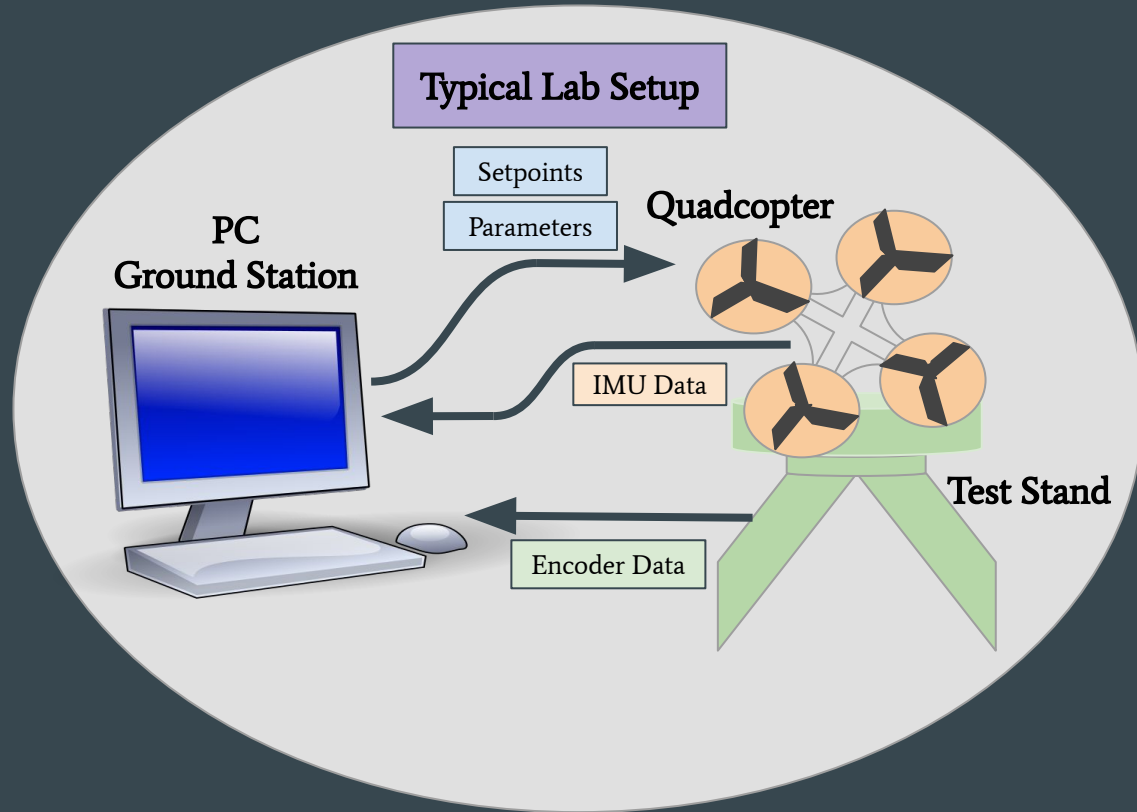 Typical Lab Setup
Setpoints
Parameters
Quadcopter
PC
Ground Station
IMU Data
Test Stand
Encoder Data